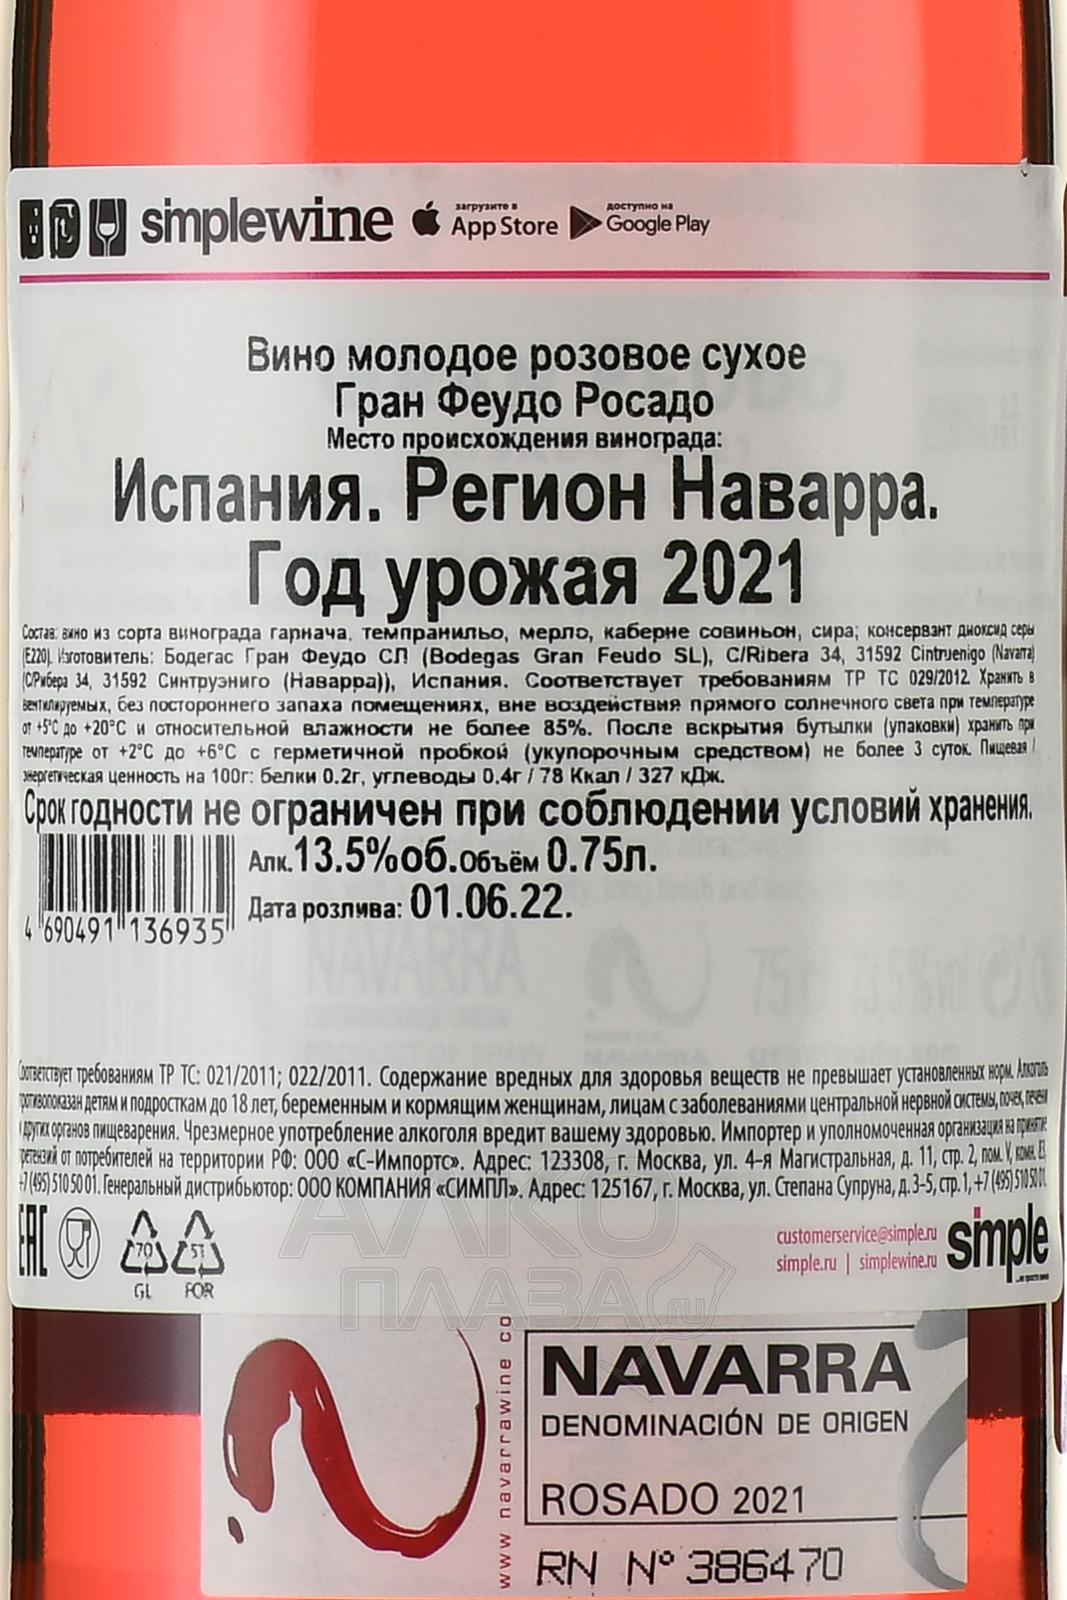 simplewine загрузите в App Store доступно на Google Play
Вино молодое розовое сухое
Гран Феудо Росадо
Место происхождения винограда:
Испания. Регион Наварра.
Год урожая 2021
Состав: вино из сорта винограда гарнача, темпранильо, мерло, каберне совиньон, сира; консервант диоксид серы
(Е220). Изготовитель: Бодегас Гран Феудо СЛ (Bodegas Gran Feudo SL), C/Ribera 34, 31592 Cintruenigo (Navarra)
(С/Рибера 34, 31592 Синтруэниго (Наварра)), Испания. Соответствует требованиям ТР ТС 029/2012. Хранить в
вентилируемых, без постороннего запаха помещениях, вне воздействия прямого солнечного света при температуре
от +5°С до +20°С и относительной влажности не более 85%. После вскрытия бутылки (упаковки) хранить при
температуре от +2°С до +6°С с герметичной пробкой (укупорочным средством) не более 3 суток. Пищевая /
энергетическая ценность на 100г: белки 0.2г, углеводы 0.4г / 78 Ккал / 327 кДж.
Срок годности не ограничен при соблюдении условий хранения.
Алк. 13.5%об. Объём 0.75л.
Дата розлива: 01.06.22.
4 690491 136935
Соответствует требованиям ТР ТС: 021/2011; 022/2011. Содержание вредных для здоровья веществ не превышает установленных норм. Алкоголь
противопоказан детям и подросткам до 18 лет, беременным и кормящим женщинам, лицам с заболеваниями центральной нервной системы, почек, печени
и других органов пищеварения. Чрезмерное употребление алкоголя вредит вашему здоровью. Импортер и уполномоченная организация на принятие
претензий от потребителей на территории РФ: ООО «С-Импортс». Адрес: 123308, г. Москва, ул. 4-я Магистральная, д. 11, стр. 2, пом. V, комн. 23,
+7 (495) 510 50 01. Генеральный дистрибьютор: ООО КОМПАНИЯ «СИМПЛ». Адрес: 125167, г. Москва, ул. Степана Супруна, д. 3-5, стр. 1, +7 (495) 510 50 01.
EAC
70 GL
51 FOR
customerservice@simple.ru
simple.ru | simplewine.ru
simple
...не просто вино
АЛКО
ПЛАЗА .ru
www navarrawine co
NAVARRA
DENOMINACIÓN DE ORIGEN
ROSADO 2021
RN Nº 386470